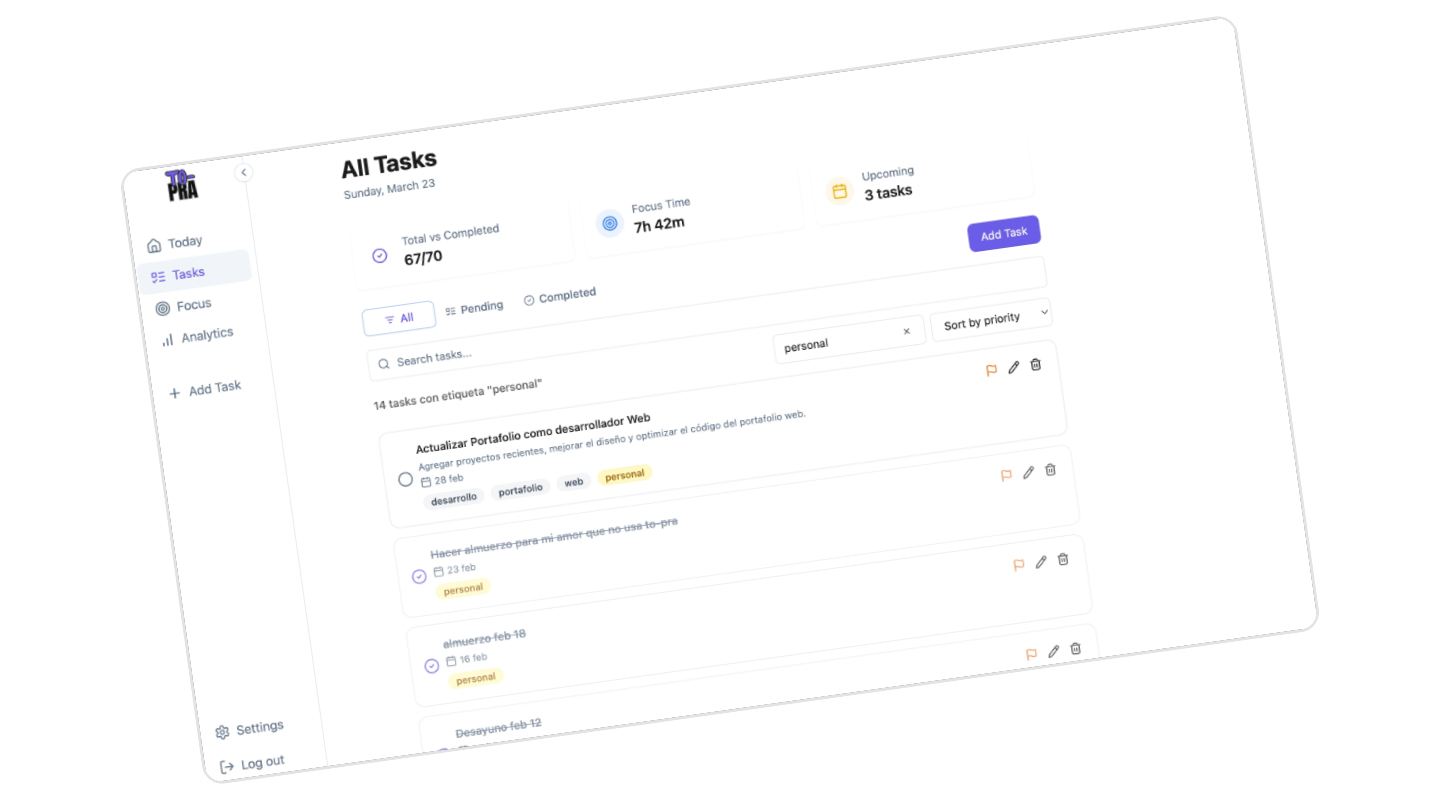 TO-
PRA
Today
Tasks
Focus
Analytics
Add Task
Settings
Log out
All Tasks
Sunday, March 23
Total vs Completed
67/70
Focus Time
7h 42m
Upcoming
3 tasks
Add Task
All
Pending
Completed
Search tasks...
14 tasks con etiqueta "personal"
personal
Sort by priority
Actualizar Portafolio como desarrollador Web
Agregar proyectos recientes, mejorar el diseño y optimizar el código del portafolio web.
28 feb
desarrollo portafolio web personal
Hacer almuerzo para mi amor que no usa to-pra
23 feb
personal
almuerzo feb 18
16 feb
personal
Desayuno feb 12